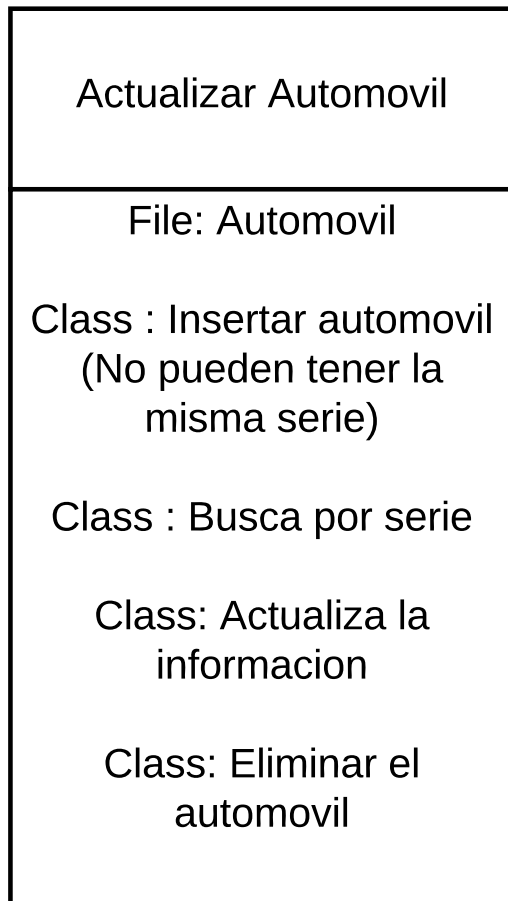 Actualizar Automovil
File: Automovil
Class : Insertar automovil
(No pueden tener la
misma serie)
Class : Busca por serie
Class: Actualiza la
informacion
Class: Eliminar el
automovil